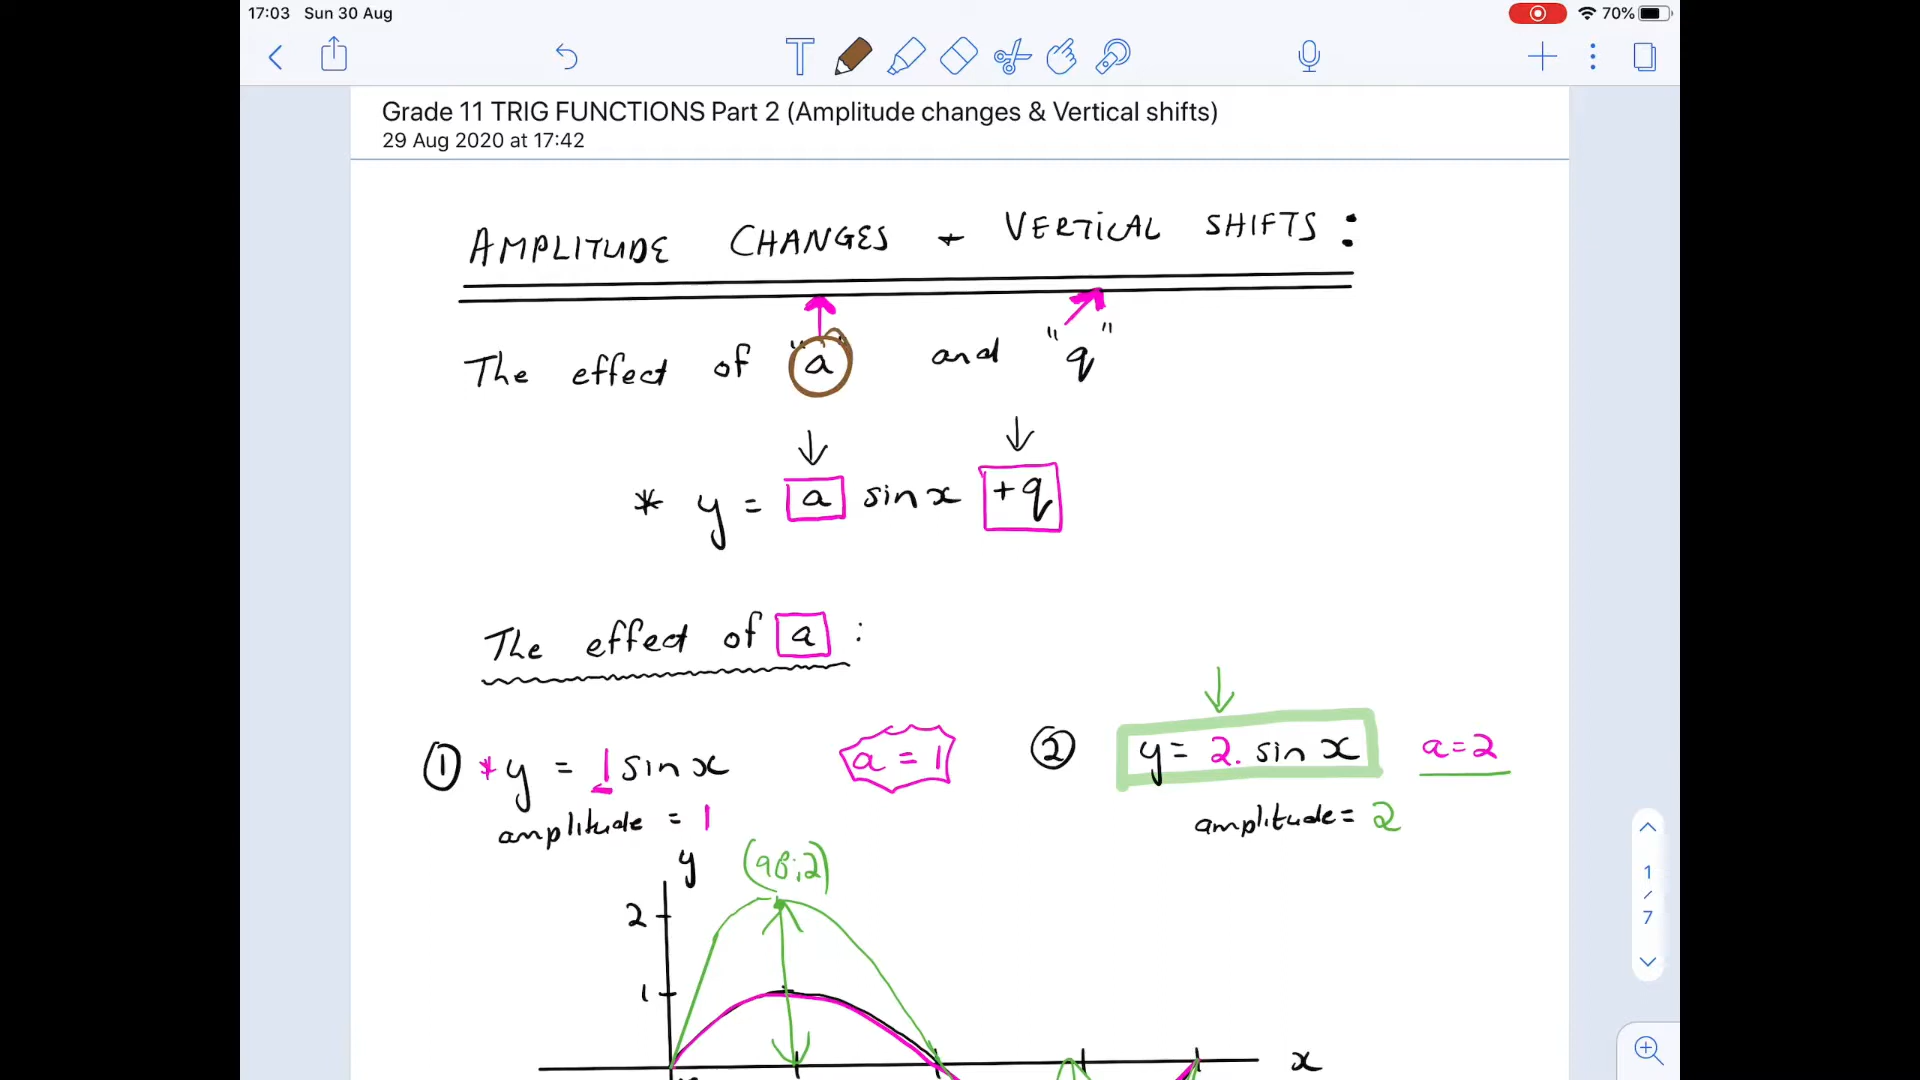 17:03 Sun 30 Aug
70%
Grade 11 TRIG FUNCTIONS Part 2 (Amplitude changes & Vertical shifts)
29 Aug 2020 at 17:42
AMPLITUDE CHANGES + VERTICAL SHIFTS :
The effect of "a" and "q"
* y = a sin x + q
The effect of a :
① * y = 1 sin x a = 1
amplitude = 1
② y = 2. sin x a=2
amplitude = 2
y
(90;2)
2
1
x
1
/
7